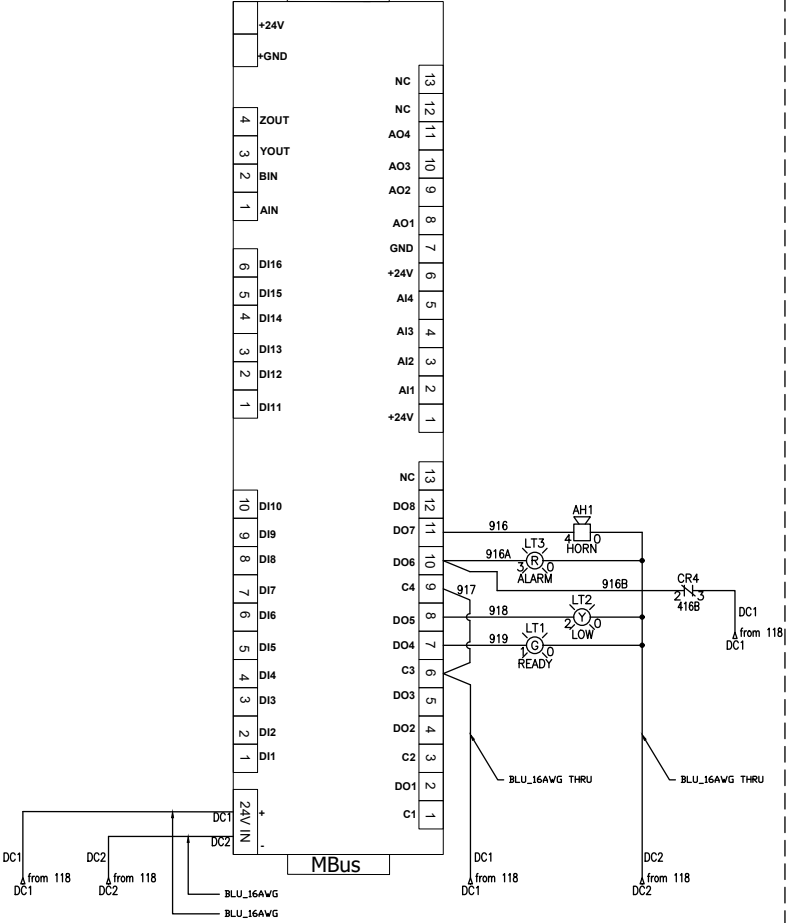 +24V
+GND
4 ZOUT
3 YOUT
2 BIN
1 AIN
6 DI16
5 DI15
4 DI14
3 DI13
2 DI12
1 DI11
10 DI10
9 DI9
8 DI8
7 DI7
6 DI6
5 DI5
4 DI4
3 DI3
2 DI2
1 DI1
24V IN
+
-
DC1
DC2
DC1
from 118
DC1
DC2
from 118
DC2
BLU_16AWG
BLU_16AWG
MBus
NC 13
NC 12
AO4 11
AO3 10
AO2 9
AO1 8
GND 7
+24V 6
AI4 5
AI3 4
AI2 3
AI1 2
+24V 1
NC 13
DO8 12
DO7 11
DO6 10
C4 9
DO5 8
DO4 7
C3 6
DO3 5
DO2 4
C2 3
DO1 2
C1 1
916
AH1
4 0
HORN
916A
LT3
3 R 0
ALARM
917
916B
CR4
2 3
416B
DC1
from 118
DC1
918
LT2
2 Y 0
LOW
919
LT1
1 G 0
READY
BLU_16AWG THRU
BLU_16AWG THRU
DC1
from 118
DC1
DC2
from 118
DC2